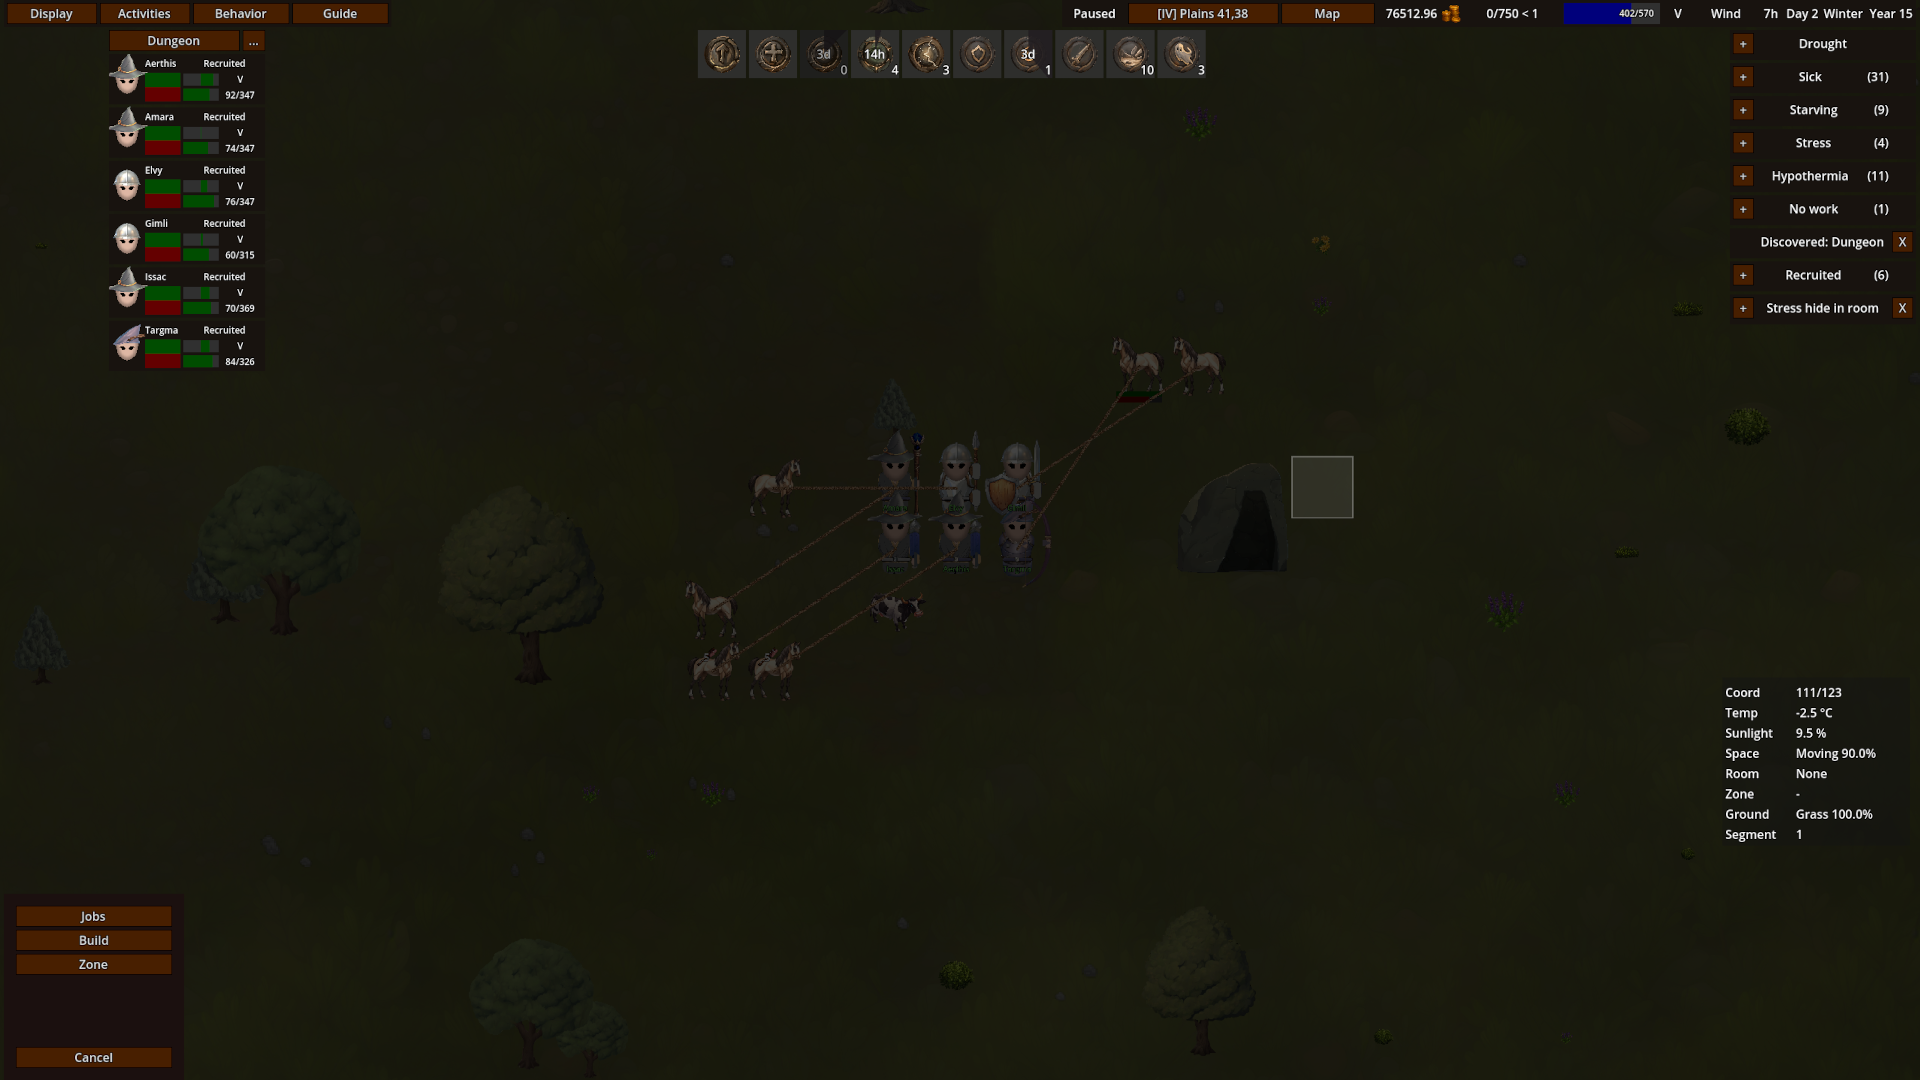 Display Activities Behavior Guide Paused [IV] Plains 41,38 Map 76512.96 0/750 < 1 402/570 V Wind 7h Day 2 Winter Year 15
Dungeon ...
Aerthis Recruited
V
92/347
Amara Recruited
V
74/347
Elvy Recruited
V
76/347
Gimli Recruited
V
60/315
Issac Recruited
V
70/369
Targma Recruited
V
84/326
3d 0 14h 4 3 3d 1 10 3
+ Drought
+ Sick (31)
+ Starving (9)
+ Stress (4)
+ Hypothermia (11)
+ No work (1)
Discovered: Dungeon X
+ Recruited (6)
+ Stress hide in room X
Coord 111/123
Temp -2.5 °C
Sunlight 9.5 %
Space Moving 90.0%
Room None
Zone -
Ground Grass 100.0%
Segment 1
Jobs
Build
Zone
Cancel